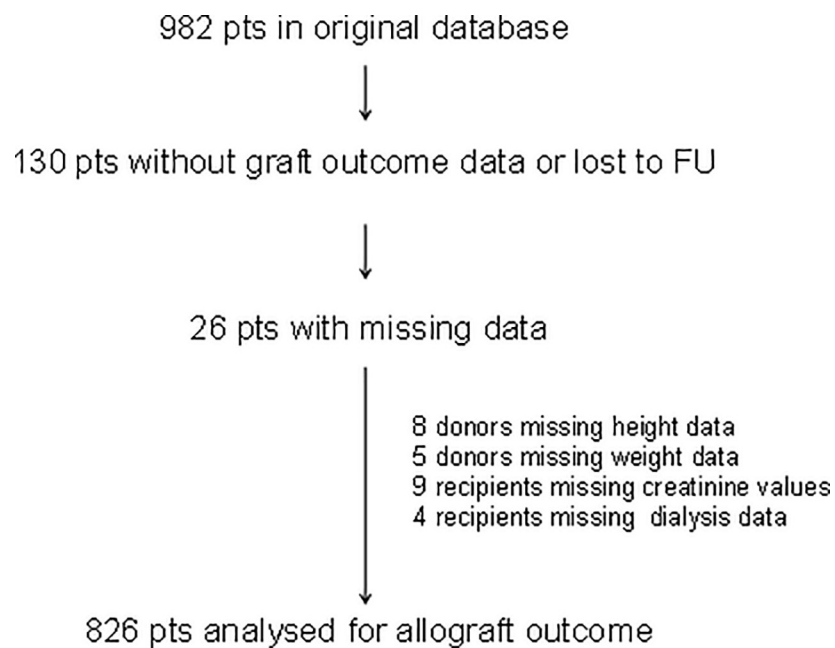 982 pts in original database
130 pts without graft outcome data or lost to FU
26 pts with missing data
8 donors missing height data
5 donors missing weight data
9 recipients missing creatinine values
4 recipients missing dialysis data
826 pts analysed for allograft outcome